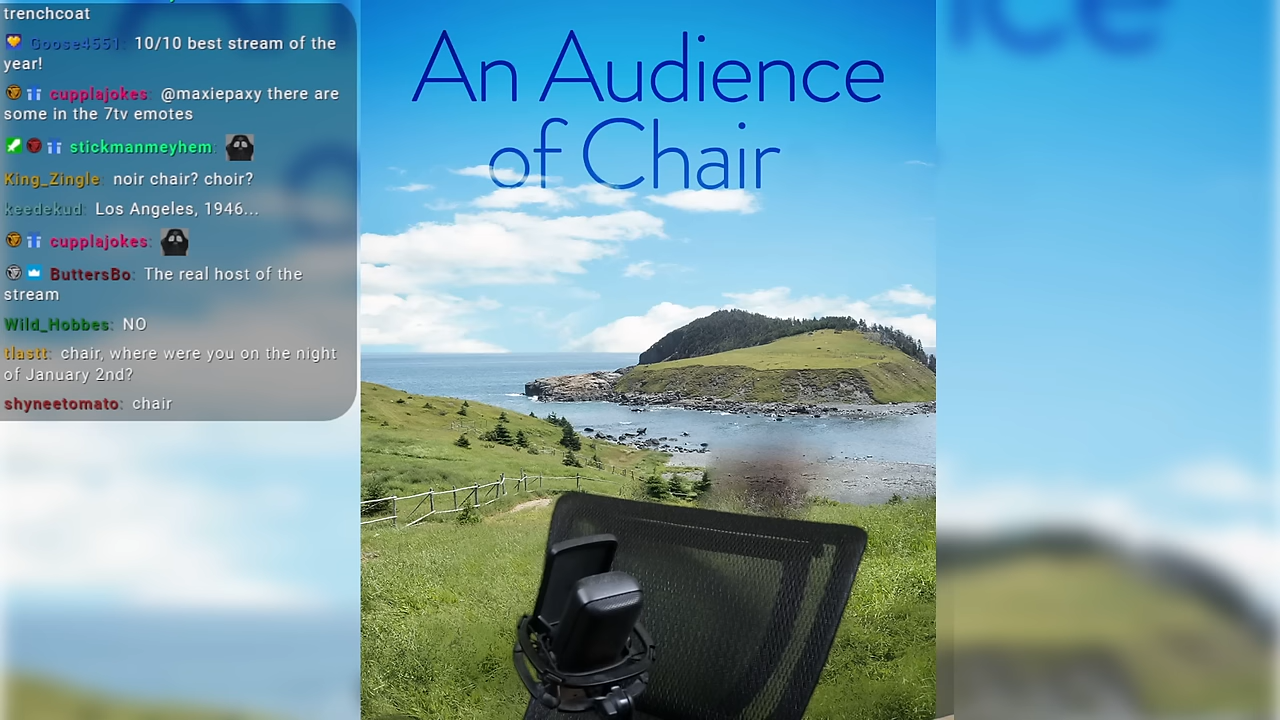 trenchcoat
Goose4551: 10/10 best stream of the
year!
cupplajokes: @maxiepaxy there are
some in the 7tv emotes
stickmanmeyhem:
King_Zingle: noir chair? choir?
keedekud: Los Angeles, 1946...
cupplajokes:
ButtersBo: The real host of the
stream
Wild_Hobbes: NO
tlastt: chair, where were you on the night
of January 2nd?
shyneetomato: chair
An Audience
of Chair